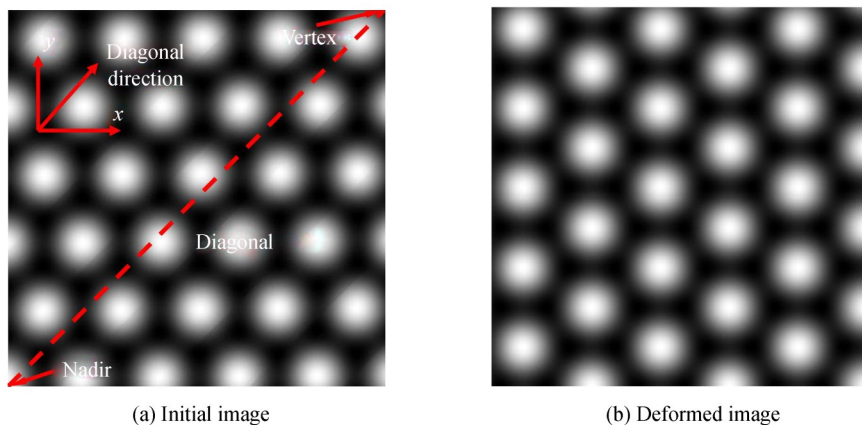 Vertex
y
Diagonal
direction
x
Diagonal
Nadir
(a) Initial image
(b) Deformed image